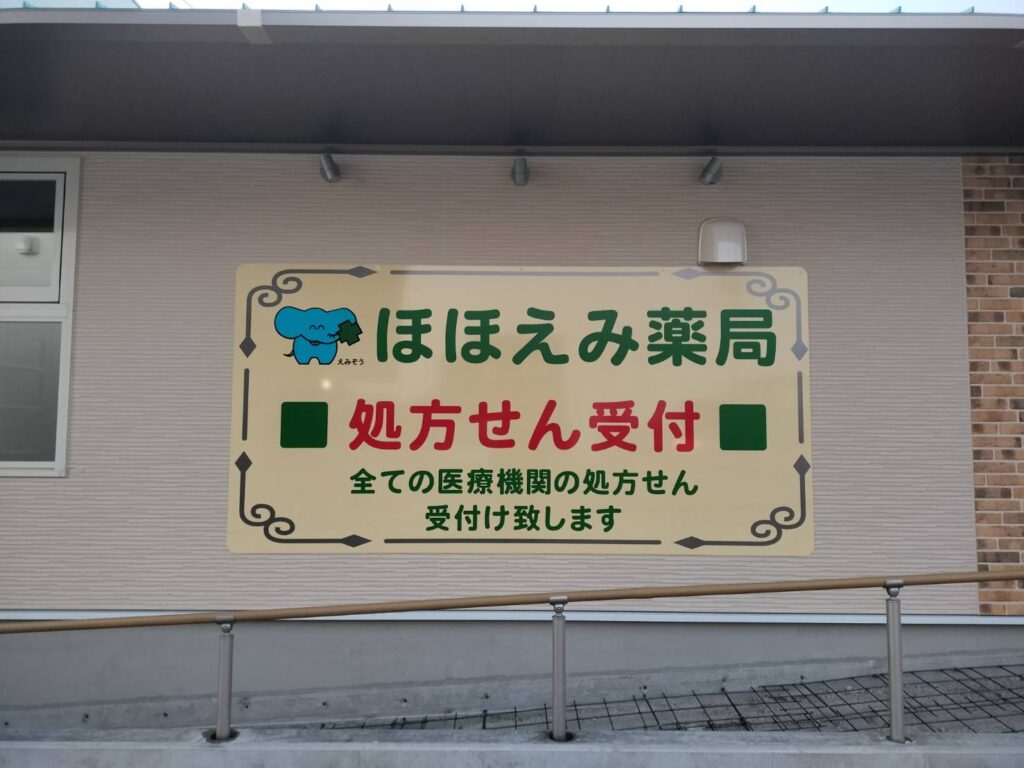 ほほえみ薬局
えみぞう
処方せん受付
全ての医療機関の処方せん
受付け致します